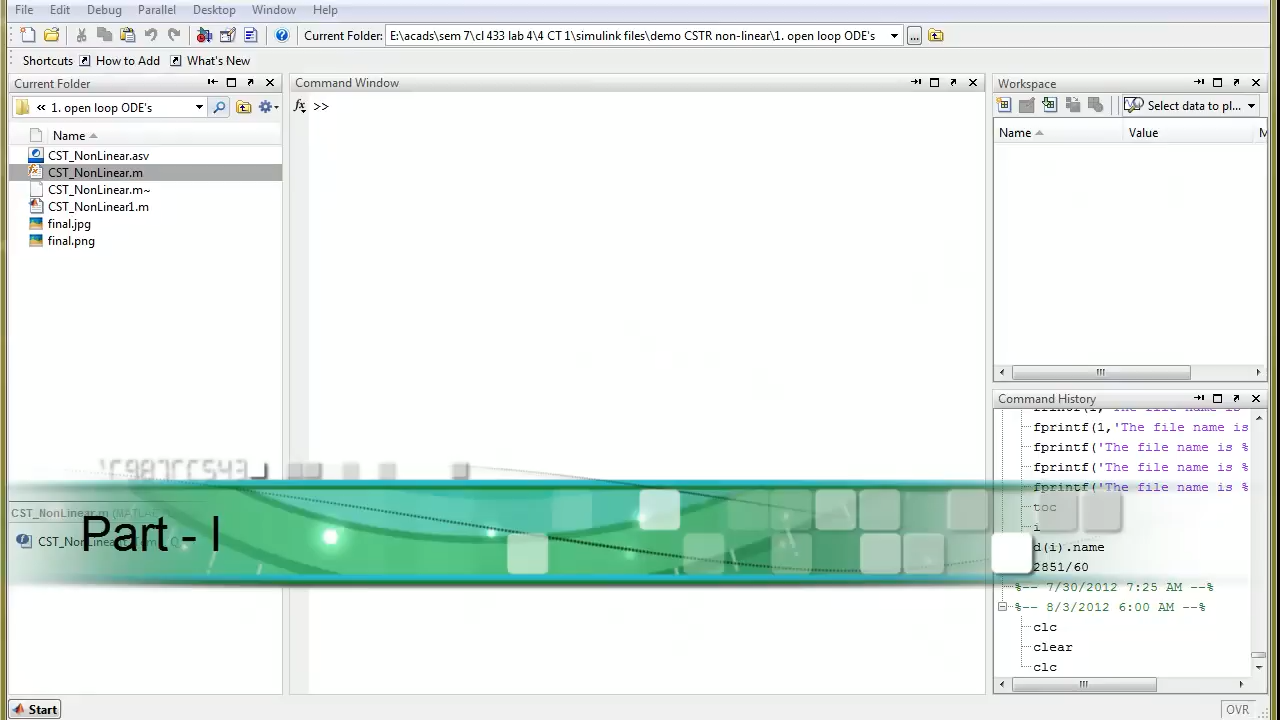 File Edit Debug Parallel Desktop Window Help
Current Folder: E:\acads\sem 7\cl 433 lab 4\4 CT 1\simulink files\demo CSTR non-linear\1. open loop ODE's
Shortcuts How to Add What's New
Current Folder
« 1. open loop ODE's
Name
CST_NonLinear.asv
CST_NonLinear.m
CST_NonLinear.m~
CST_NonLinear1.m
final.jpg
final.png
CST_NonLinear.m
Part - I
Start
Command Window
fx >>
Workspace
Select data to pl...
Name Value M
Command History
fprintf(1,'The file name is
fprintf('The file name is %
fprintf('The file name is %
fprintf('The file name is %
toc
i
d(i).name
2851/60
%-- 7/30/2012 7:25 AM --%
%-- 8/3/2012 6:00 AM --%
clc
clear
clc
OVR